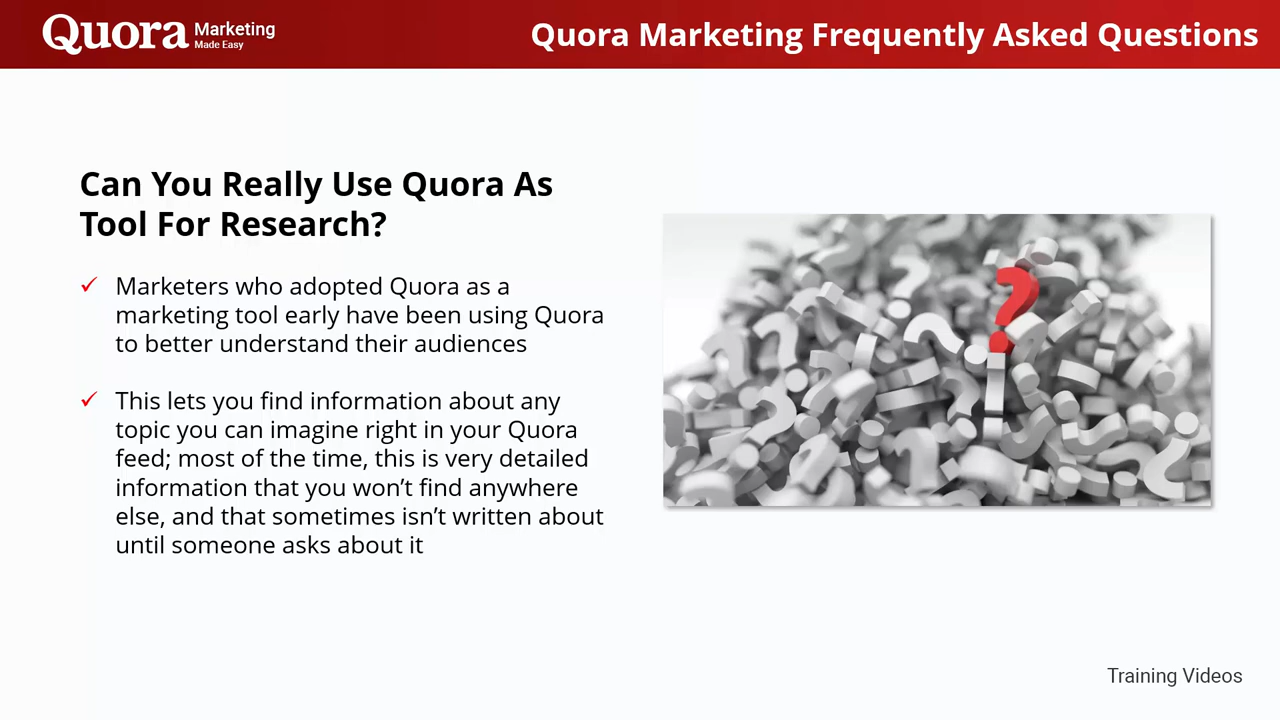 Quora Marketing
Made Easy
Quora Marketing Frequently Asked Questions
Can You Really Use Quora As
Tool For Research?
Marketers who adopted Quora as a
marketing tool early have been using Quora
to better understand their audiences
This lets you find information about any
topic you can imagine right in your Quora
feed; most of the time, this is very detailed
information that you won’t find anywhere
else, and that sometimes isn’t written about
until someone asks about it
Training Videos